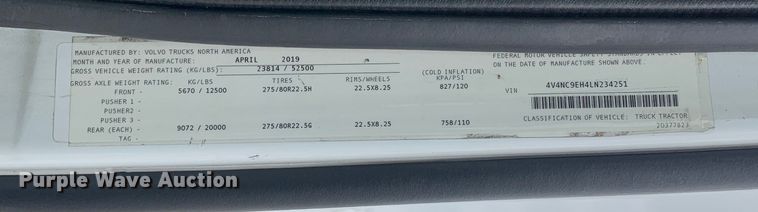 MANUFACTURED BY: VOLVO TRUCKS NORTH AMERICA
MONTH AND YEAR OF MANUFACTURE: APRIL 2019
GROSS VEHICLE WEIGHT RATING (KG/LBS): 23814 / 52500
GROSS AXLE WEIGHT RATING: KG/LBS TIRES RIMS/WHEELS (COLD INFLATION) KPA/PSI
FRONT - 5670 / 12500 275/80R22.5H 22.5X8.25 827/120
PUSHER 1 -
PUSHER2 -
PUSHER 3 -
REAR (EACH) - 9072 / 20000 275/80R22.5G 22.5X8.25 758/110
TAG -
FEDERAL MOTOR VEHICLE SAFETY STANDARDS IN EFFECT
ON THE DATE OF MANUFACTURE SHOWN ABOVE.
VIN 4V4NC9EH4LN234251
CLASSIFICATION OF VEHICLE: TRUCK TRACTOR
20377823
Purple Wave Auction